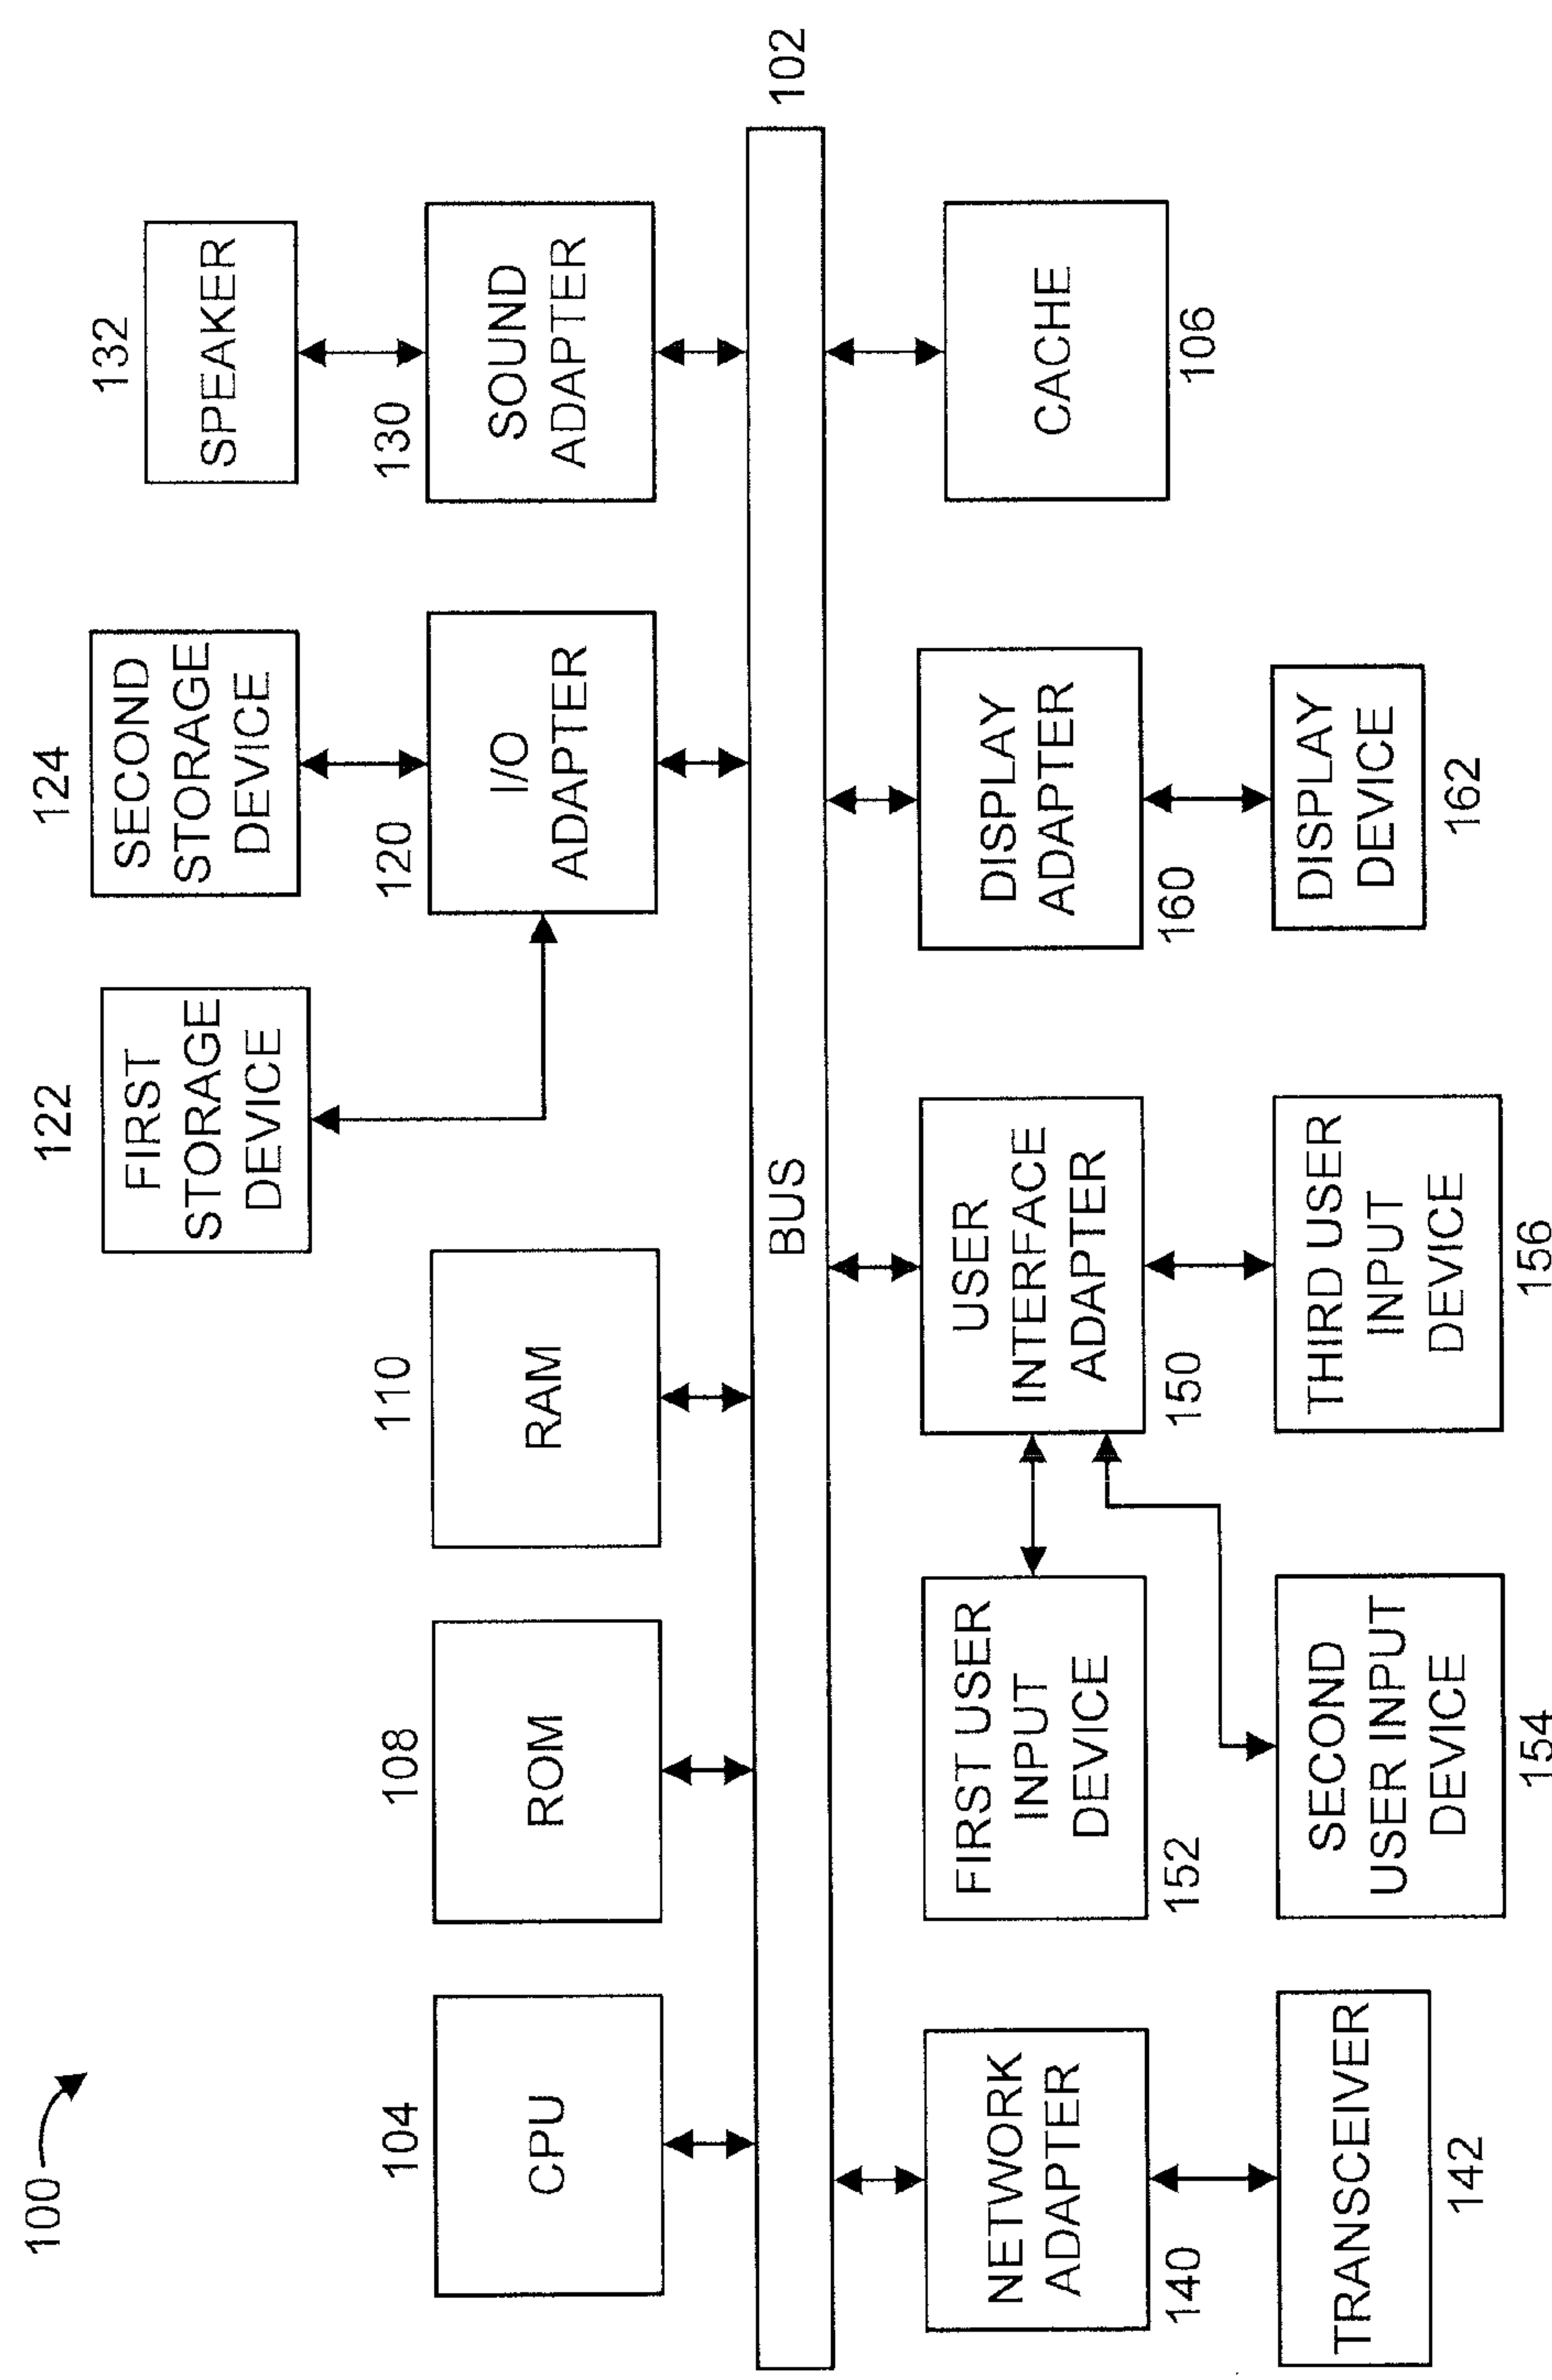 100
104
CPU
108
ROM
110
RAM
122
FIRST
STORAGE
DEVICE
124
SECOND
STORAGE
DEVICE
120
I/O
ADAPTER
132
SPEAKER
130
SOUND
ADAPTER
BUS
102
NETWORK
ADAPTER
140
TRANSCEIVER
142
FIRST USER
INPUT
DEVICE
152
SECOND
USER INPUT
DEVICE
154
USER
INTERFACE
ADAPTER
150
THIRD USER
INPUT
DEVICE
156
DISPLAY
ADAPTER
160
DISPLAY
DEVICE
162
CACHE
106